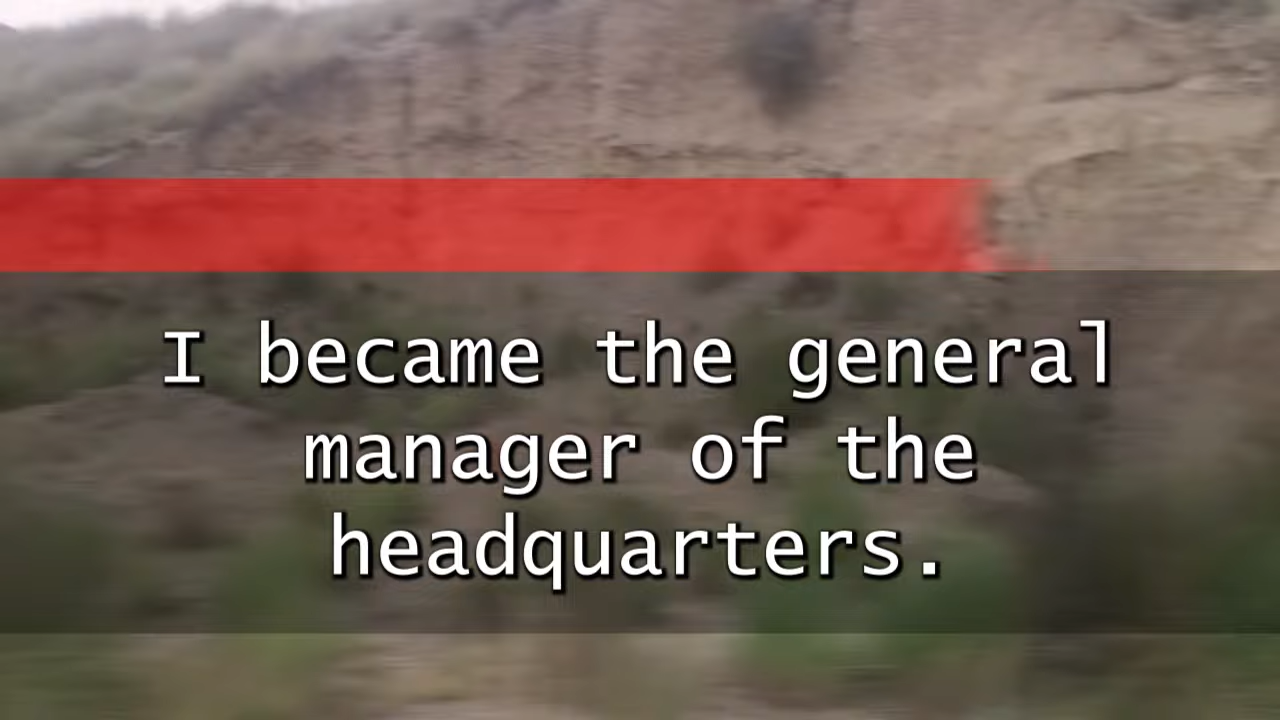 I became the general
manager of the
headquarters.